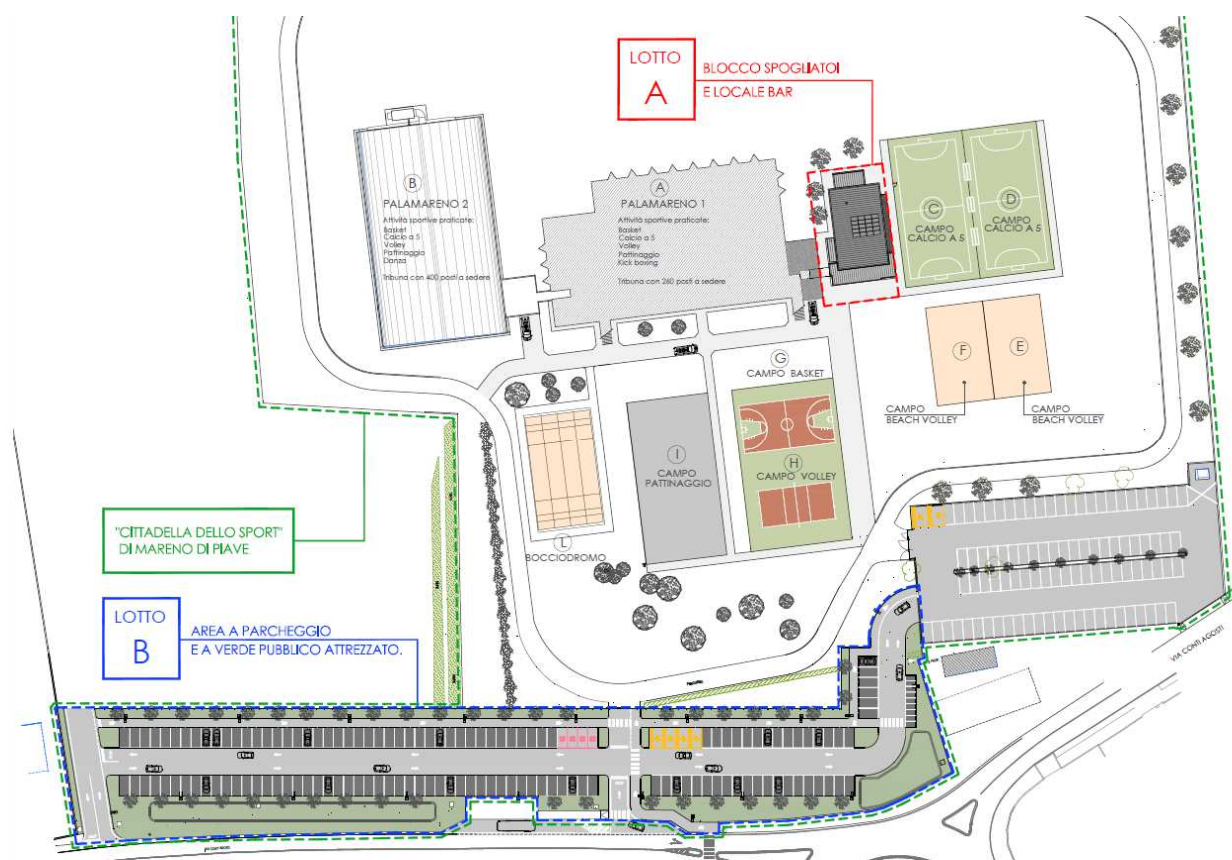 LOTTO
A
BLOCCO SPOGLIATOI
E LOCALE BAR
B
PALAMARENO 2
Attività sportive praticate:
Basket
Calcio a 5
Volley
Pattinaggio
Danza
Tribuna con 400 posti a sedere
A
PALAMARENO 1
Attività sportive praticate:
Basket
Calcio a 5
Volley
Pattinaggio
Kick boxing
Tribuna con 260 posti a sedere
C
CAMPO
CALCIO A 5
D
CAMPO
CALCIO A 5
F
E
CAMPO
BEACH VOLLEY
CAMPO
BEACH VOLLEY
G
CAMPO BASKET
H
CAMPO VOLLEY
I
CAMPO
PATTINAGGIO
L
BOCCIODROMO
"CITTADELLA DELLO SPORT"
DI MARENO DI PIAVE
LOTTO
B
AREA A PARCHEGGIO
E A VERDE PUBBLICO ATTREZZATO.
VIA CONTI AGOSTI